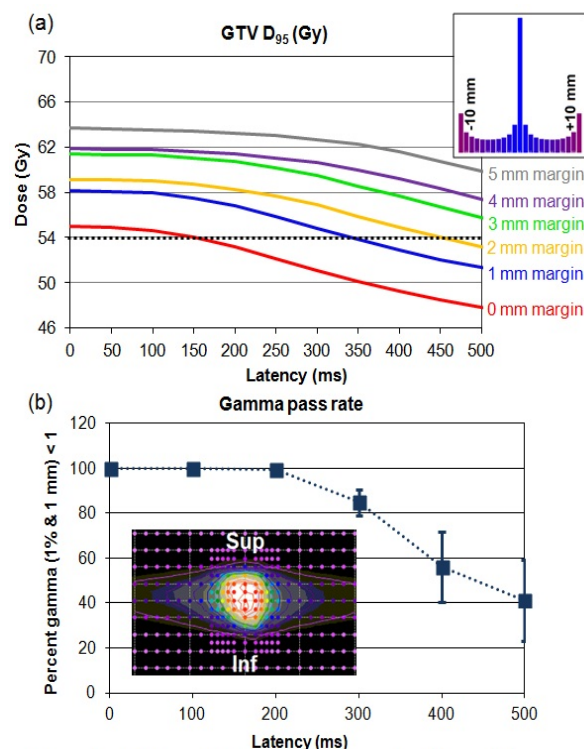 (a)
GTV D₉₅ (Gy)
-10 mm
+10 mm
Dose (Gy)
70
66
62
58
54
50
46
5 mm margin
4 mm margin
3 mm margin
2 mm margin
1 mm margin
0 mm margin
0 50 100 150 200 250 300 350 400 450 500
Latency (ms)
(b)
Gamma pass rate
Percent gamma (1% & 1 mm) < 1
120
100
80
60
40
20
0
Sup
Inf
0 100 200 300 400 500
Latency (ms)